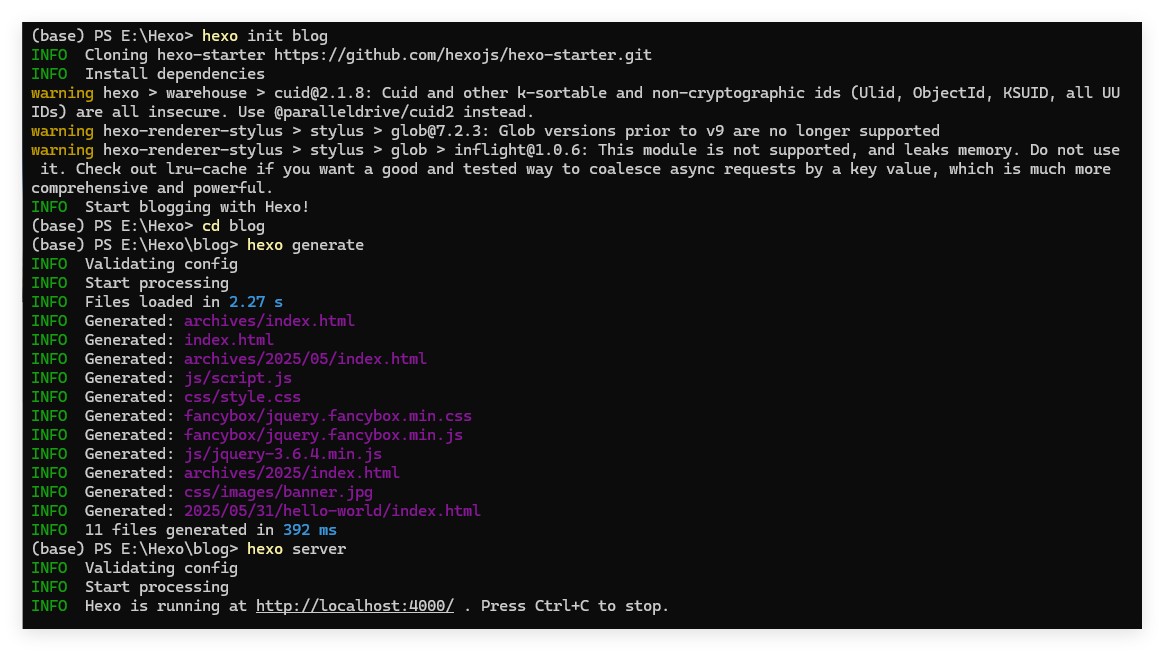 (base) PS E:\Hexo> hexo init blog
INFO  Cloning hexo-starter https://github.com/hexojs/hexo-starter.git
INFO  Install dependencies
warning hexo > warehouse > cuid@2.1.8: Cuid and other k-sortable and non-cryptographic ids (Ulid, ObjectId, KSUID, all UU
IDs) are all insecure. Use @paralleldrive/cuid2 instead.
warning hexo-renderer-stylus > stylus > glob@7.2.3: Glob versions prior to v9 are no longer supported
warning hexo-renderer-stylus > stylus > glob > inflight@1.0.6: This module is not supported, and leaks memory. Do not use
 it. Check out lru-cache if you want a good and tested way to coalesce async requests by a key value, which is much more
comprehensive and powerful.
INFO  Start blogging with Hexo!
(base) PS E:\Hexo> cd blog
(base) PS E:\Hexo\blog> hexo generate
INFO  Validating config
INFO  Start processing
INFO  Files loaded in 2.27 s
INFO  Generated: archives/index.html
INFO  Generated: index.html
INFO  Generated: archives/2025/05/index.html
INFO  Generated: js/script.js
INFO  Generated: css/style.css
INFO  Generated: fancybox/jquery.fancybox.min.css
INFO  Generated: fancybox/jquery.fancybox.min.js
INFO  Generated: js/jquery-3.6.4.min.js
INFO  Generated: archives/2025/index.html
INFO  Generated: css/images/banner.jpg
INFO  Generated: 2025/05/31/hello-world/index.html
INFO  11 files generated in 392 ms
(base) PS E:\Hexo\blog> hexo server
INFO  Validating config
INFO  Start processing
INFO  Hexo is running at http://localhost:4000/ . Press Ctrl+C to stop.